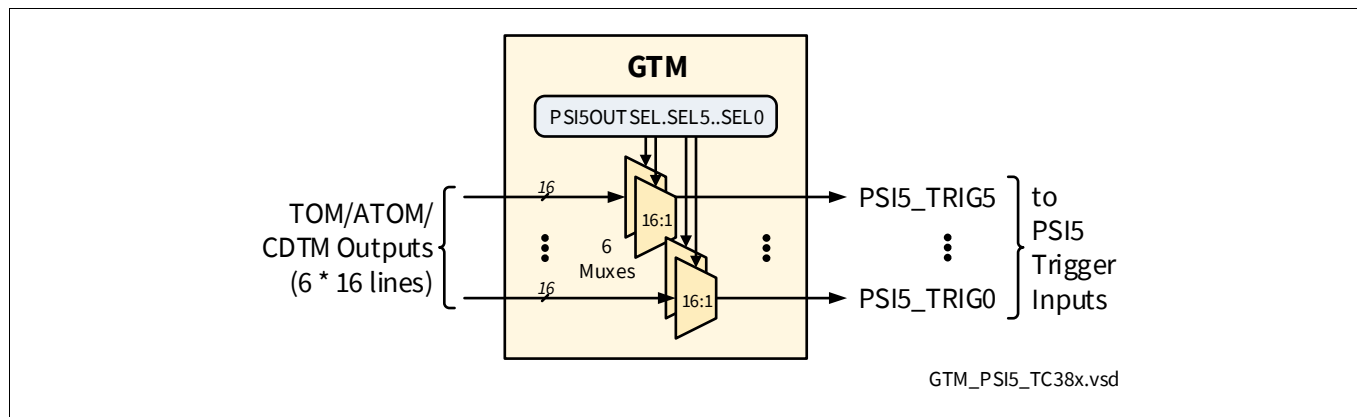 GTM
PSI5OUTSEL.SEL5..SEL0
16
16:1
PSI5_TRIG5
to
PSI5
Trigger
Inputs
TOM/ATOM/
CDTM Outputs
(6 * 16 lines)
6
Muxes
16
16:1
PSI5_TRIG0
GTM_PSI5_TC38x.vsd